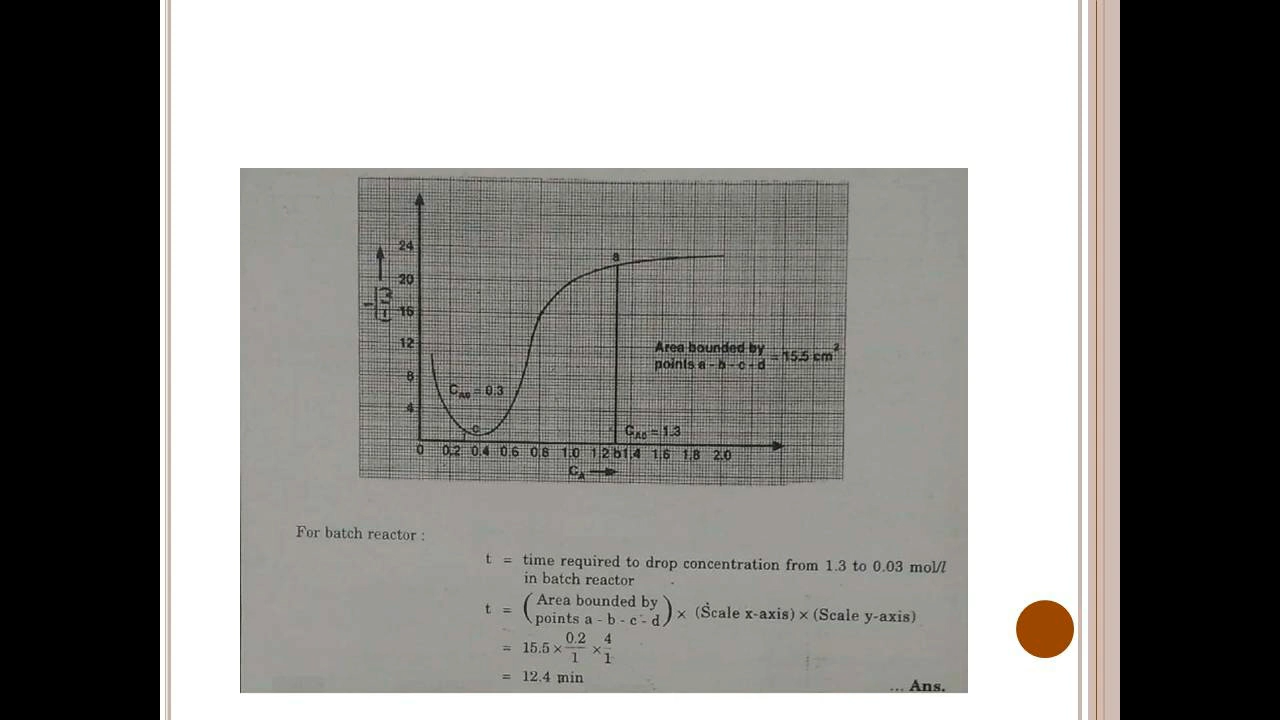 24
20
16
12
8
4
a
Area bounded by
points a - b - c - d = 15.5 cm²
C_A0 = 0.3
c
C_A0 = 1.3
0 0.2 0.4 0.6 0.8 1.0 1.2 b 1.4 1.6 1.8 2.0
C_A
For batch reactor :
t = time required to drop concentration from 1.3 to 0.03 mol/l
in batch reactor
t = (Area bounded by
points a - b - c - d) × (Scale x-axis) × (Scale y-axis)
= 15.5 × 0.2/1 × 4/1
= 12.4 min
... Ans.